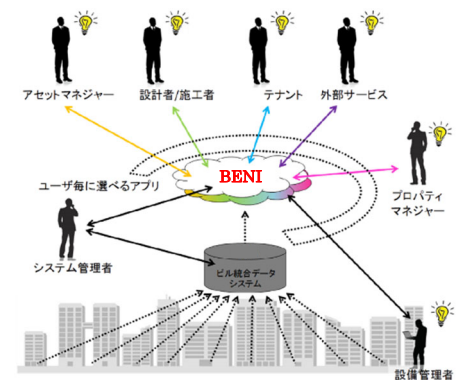 アセットマネジャー 設計者/施工者 テナント 外部サービス
BENI
ユーザ毎に選べるアプリ
プロパティ
マネジャー
システム管理者
ビル統合データ
システム
設備管理者